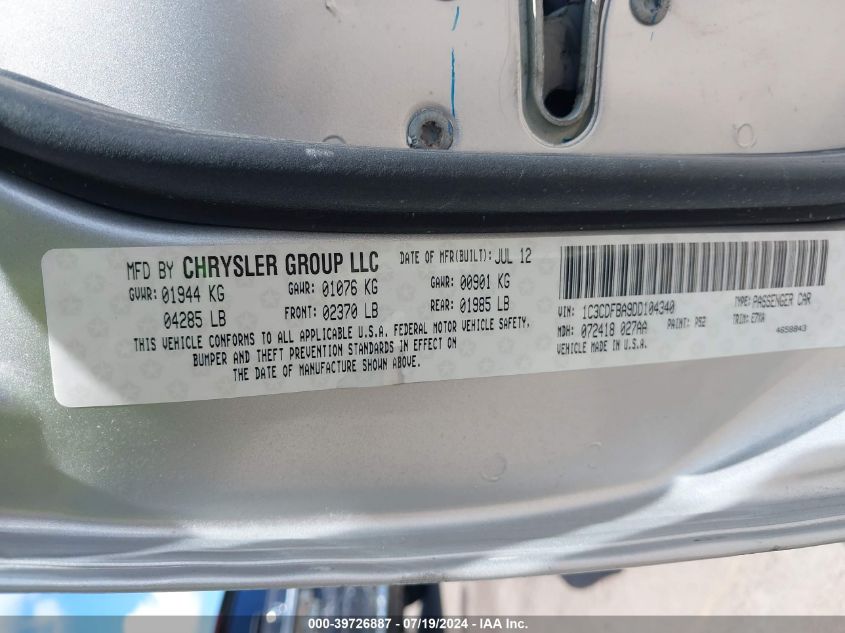 MFD BY CHRYSLER GROUP LLC DATE OF MFR(BUILT): JUL 12
GVWR: 01944 KG GAWR: 01076 KG GAWR: 00901 KG
04285 LB FRONT: 02370 LB REAR: 01985 LB
THIS VEHICLE CONFORMS TO ALL APPLICABLE U.S.A. FEDERAL MOTOR VEHICLE SAFETY,
BUMPER AND THEFT PREVENTION STANDARDS IN EFFECT ON
THE DATE OF MANUFACTURE SHOWN ABOVE.
VIN: 1C3CDFBA9DD104340 TYPE: PASSENGER CAR
MDH: 072418 027AA PAINT: PS2 TRIM: E7XA
VEHICLE MADE IN U.S.A. 4658843
000-39726887 - 07/19/2024 - IAA Inc.